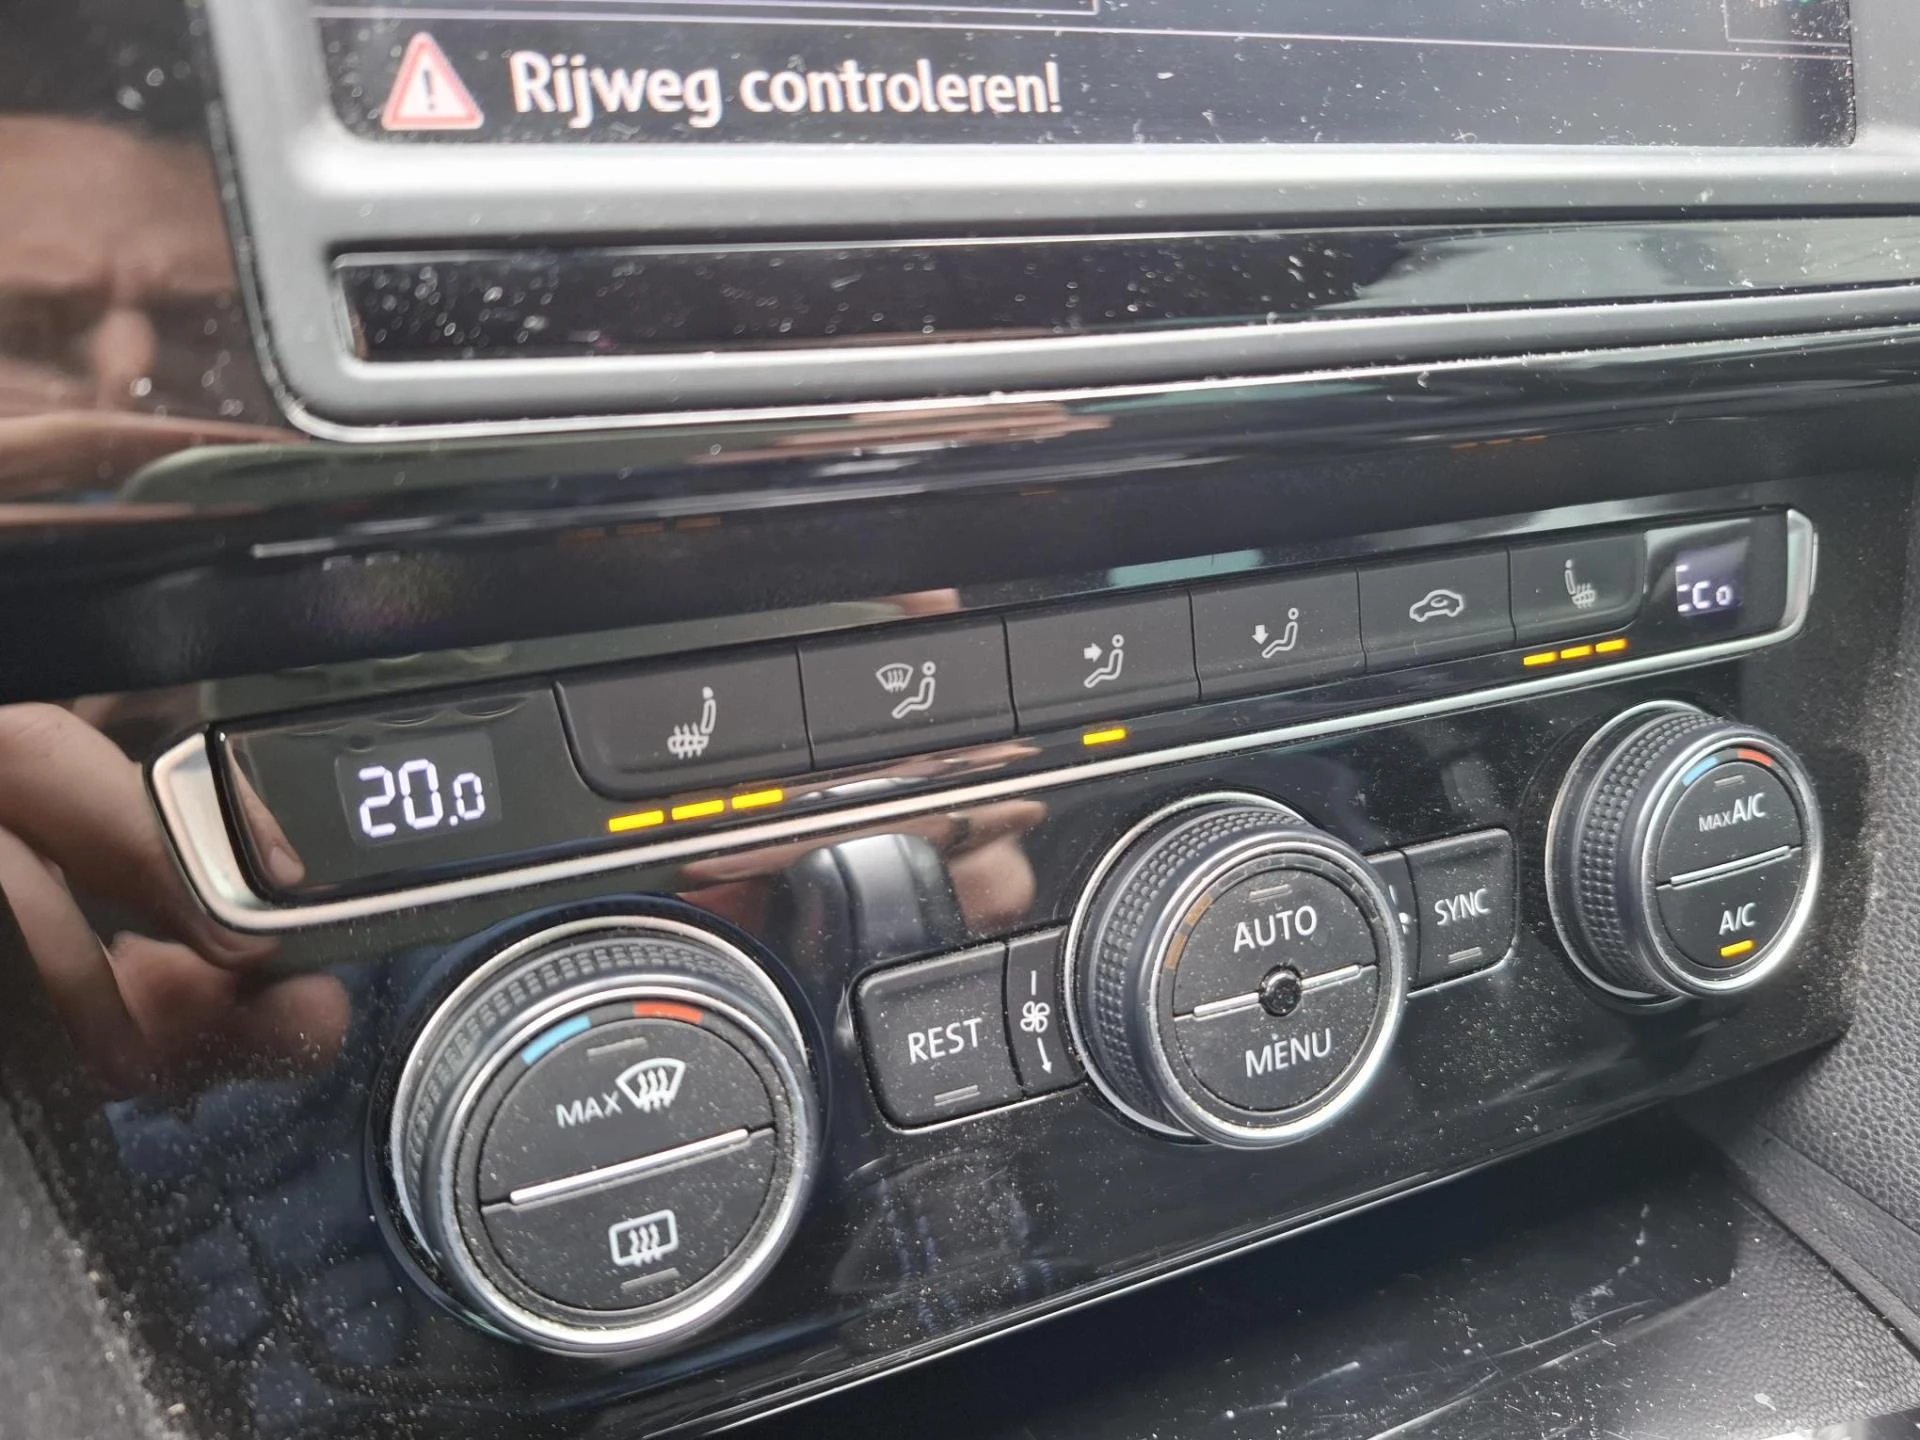 Rijweg controleren!
20.0
Eco
MAX A/C
A/C
AUTO
SYNC
REST
MENU
MAX